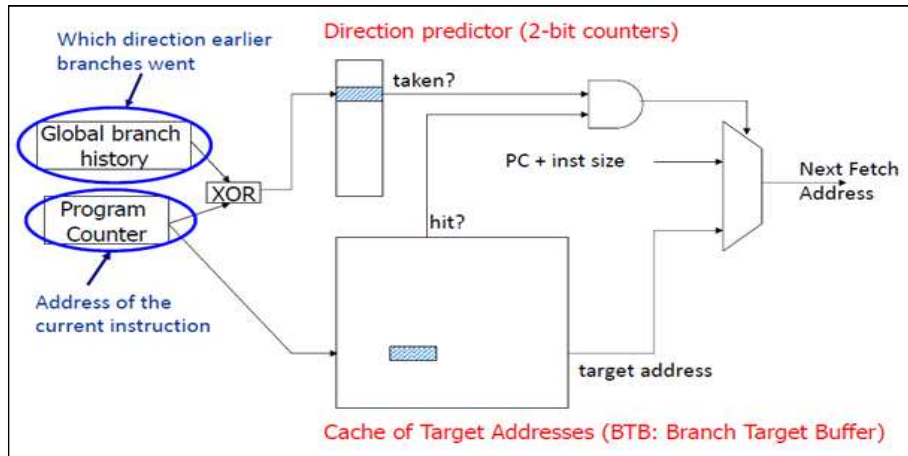 Which direction earlier
branches went
Direction predictor (2-bit counters)
taken?
Global branch
history
XOR
PC + inst size
Next Fetch
Address
Program
Counter
hit?
Address of the
current instruction
target address
Cache of Target Addresses (BTB: Branch Target Buffer)